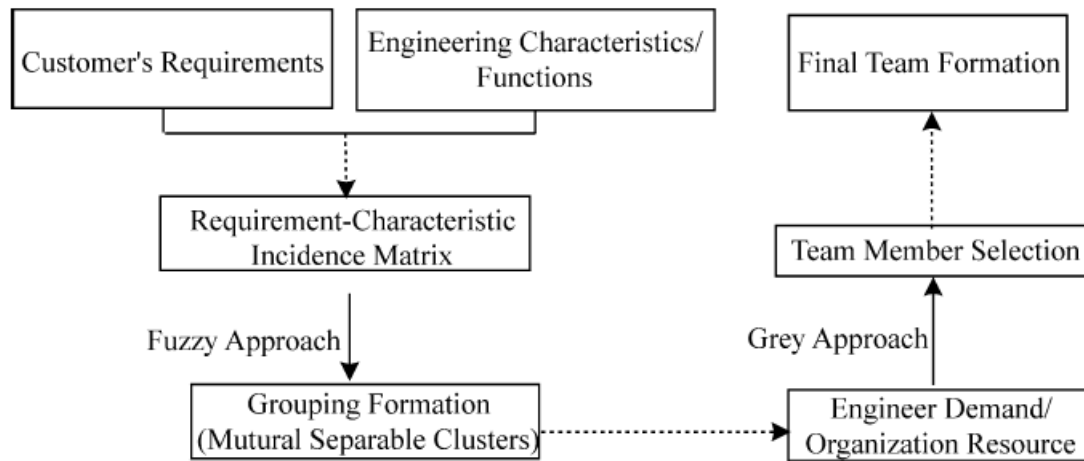 Customer's Requirements
Engineering Characteristics/
Functions
Final Team Formation
Requirement-Characteristic
Incidence Matrix
Team Member Selection
Fuzzy Approach
Grey Approach
Grouping Formation
(Mutural Separable Clusters)
Engineer Demand/
Organization Resource